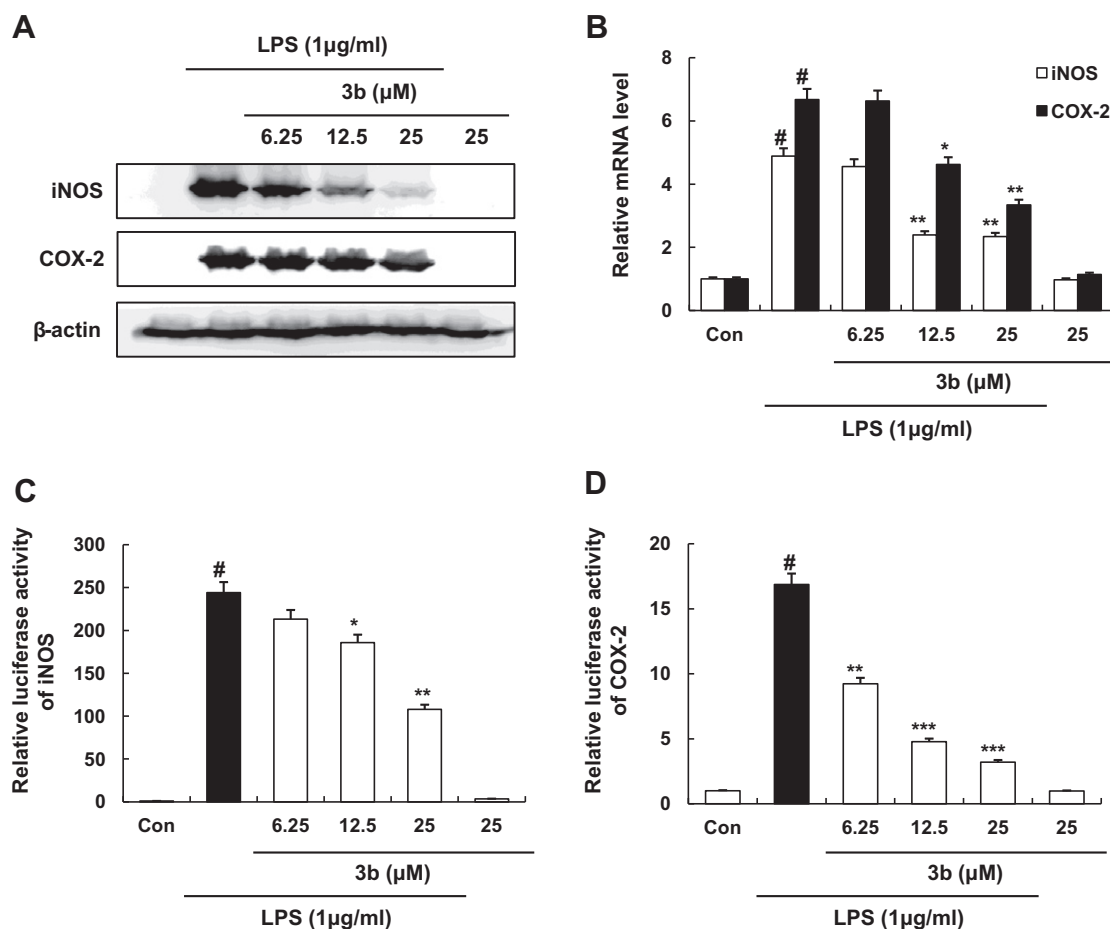 A
LPS (1µg/ml)
3b (µM)
6.25 12.5 25 25
iNOS
COX-2
β-actin
B
Relative mRNA level
8
6
4
2
0
# #
* ** ** **
iNOS
COX-2
Con 6.25 12.5 25 25
3b (µM)
LPS (1µg/ml)
C
Relative luciferase activity
of iNOS
300
250
200
150
100
50
0
#
* **
Con 6.25 12.5 25 25
3b (µM)
LPS (1µg/ml)
D
Relative luciferase activity
of COX-2
20
15
10
5
0
#
** *** ***
Con 6.25 12.5 25 25
3b (µM)
LPS (1µg/ml)